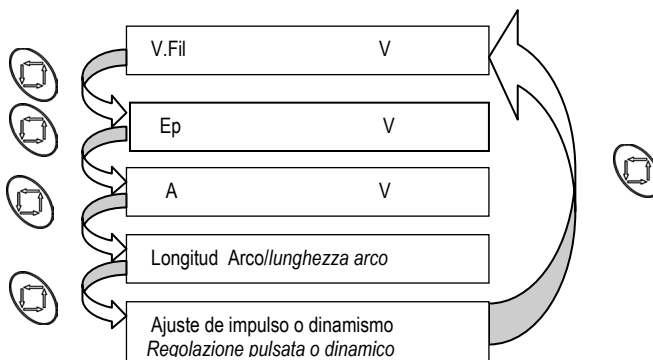 V.Fil V
Ep V
A V
Longitud Arco/lunghezza arco
Ajuste de impulso o dinamismo
Regolazione pulsata o dinamico